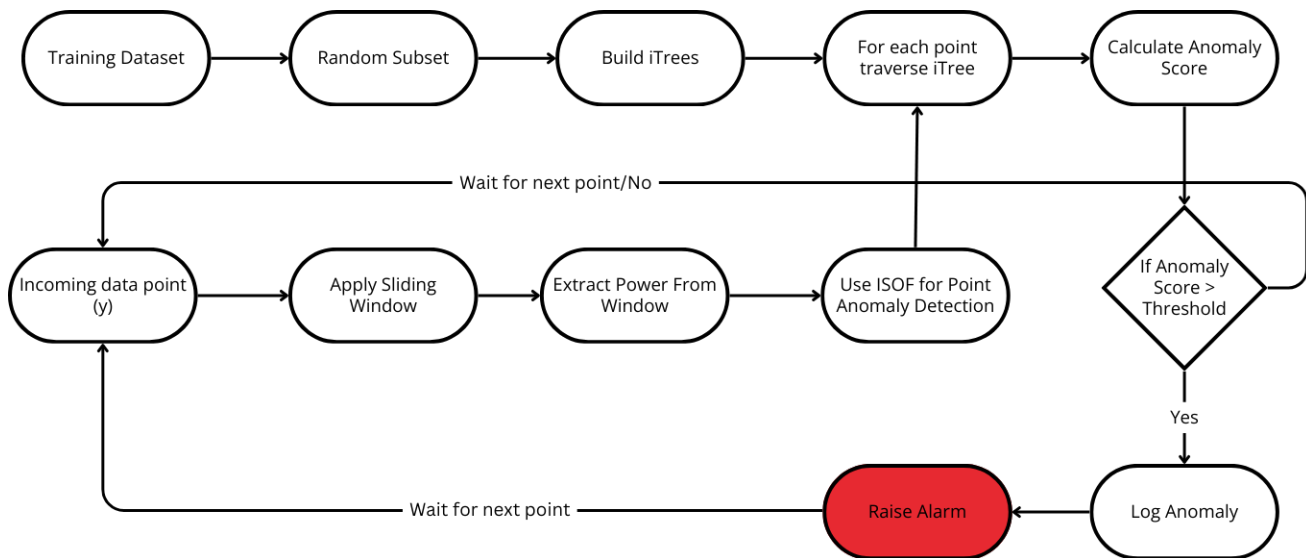 Training Dataset
Random Subset
Build iTrees
For each point
traverse iTree
Calculate Anomaly
Score
Wait for next point/No
Incoming data point
(y)
Apply Sliding
Window
Extract Power From
Window
Use ISOF for Point
Anomaly Detection
If Anomaly
Score >
Threshold
Yes
Wait for next point
Raise Alarm
Log Anomaly